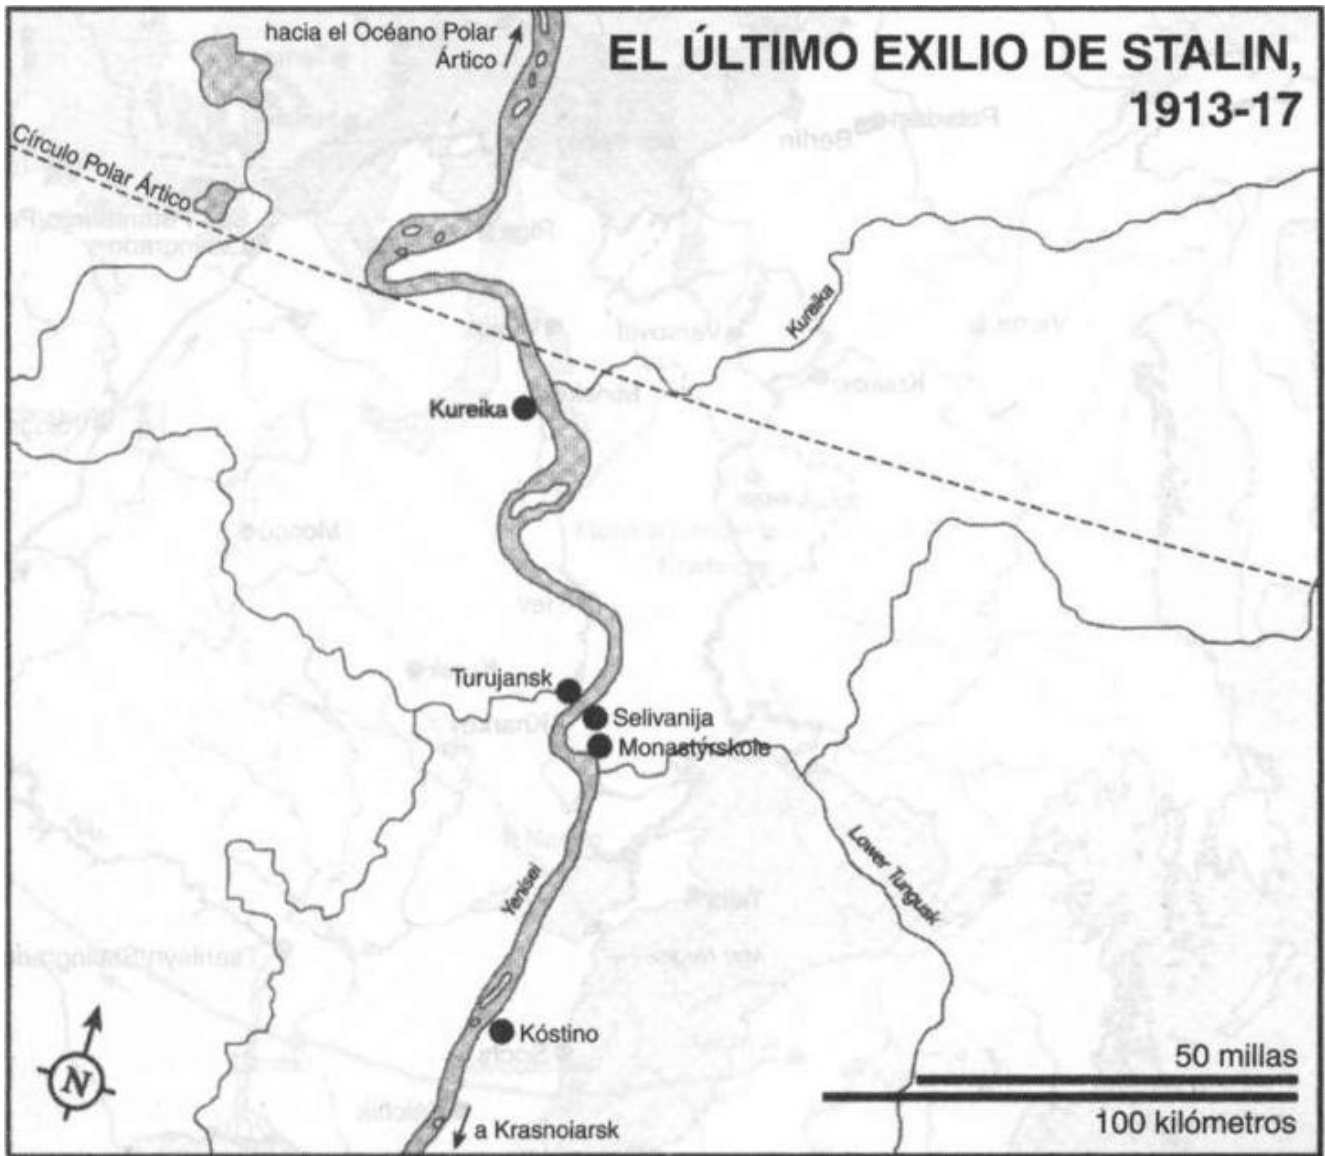 hacia el Océano Polar
Ártico
EL ÚLTIMO EXILIO DE STALIN,
1913-17
Círculo Polar Ártico
Kureika
Kureika
Turujansk
Selivanija
Monastýrskoie
Lower Tungusk
Yenisei
Kóstino
N
50 millas
100 kilómetros
a Krasnoiarsk